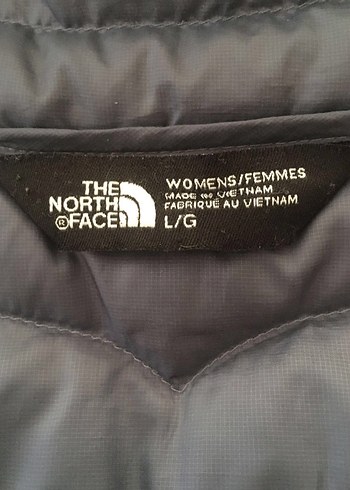 THE
NORTH
®FACE
WOMENS/FEMMES
MADE IN VIETNAM
FABRIQUÉ AU VIETNAM
L/G